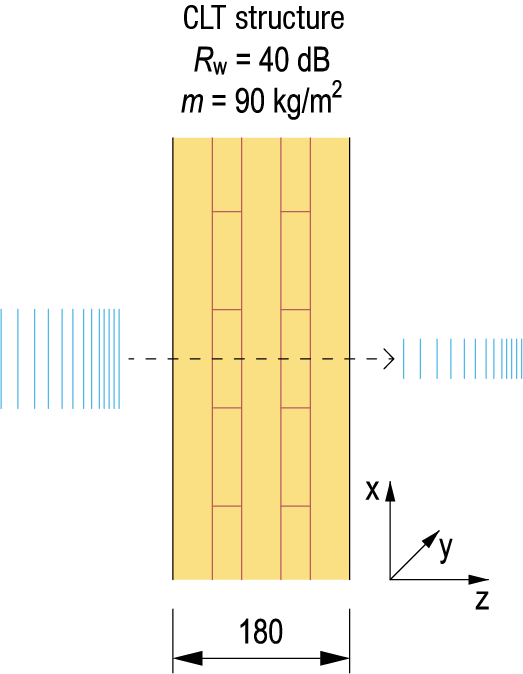 CLT structure
Rw = 40 dB
m = 90 kg/m²
x
y
z
180